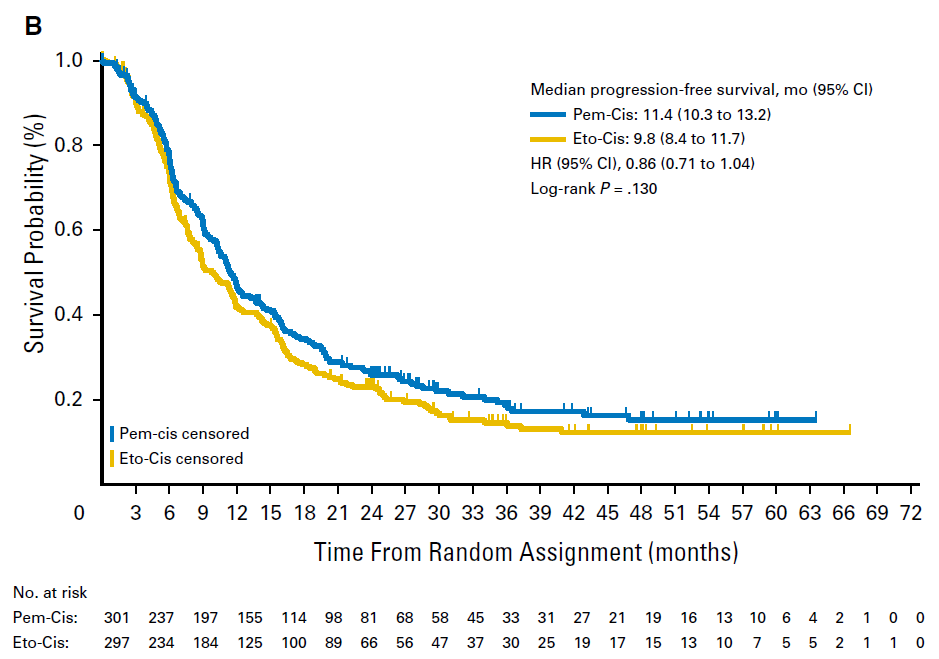 B
Median progression-free survival, mo (95% CI)
Pem-Cis: 11.4 (10.3 to 13.2)
Eto-Cis: 9.8 (8.4 to 11.7)
HR (95% CI), 0.86 (0.71 to 1.04)
Log-rank P = .130
Survival Probability (%)
1.0
0.8
0.6
0.4
0.2
Pem-cis censored
Eto-Cis censored
0 3 6 9 12 15 18 21 24 27 30 33 36 39 42 45 48 51 54 57 60 63 66 69 72
Time From Random Assignment (months)
No. at risk
Pem-Cis: 301 237 197 155 114 98 81 68 58 45 33 31 27 21 19 16 13 10 6 4 2 1 0 0
Eto-Cis: 297 234 184 125 100 89 66 56 47 37 30 25 19 17 15 13 10 7 5 5 2 1 1 0